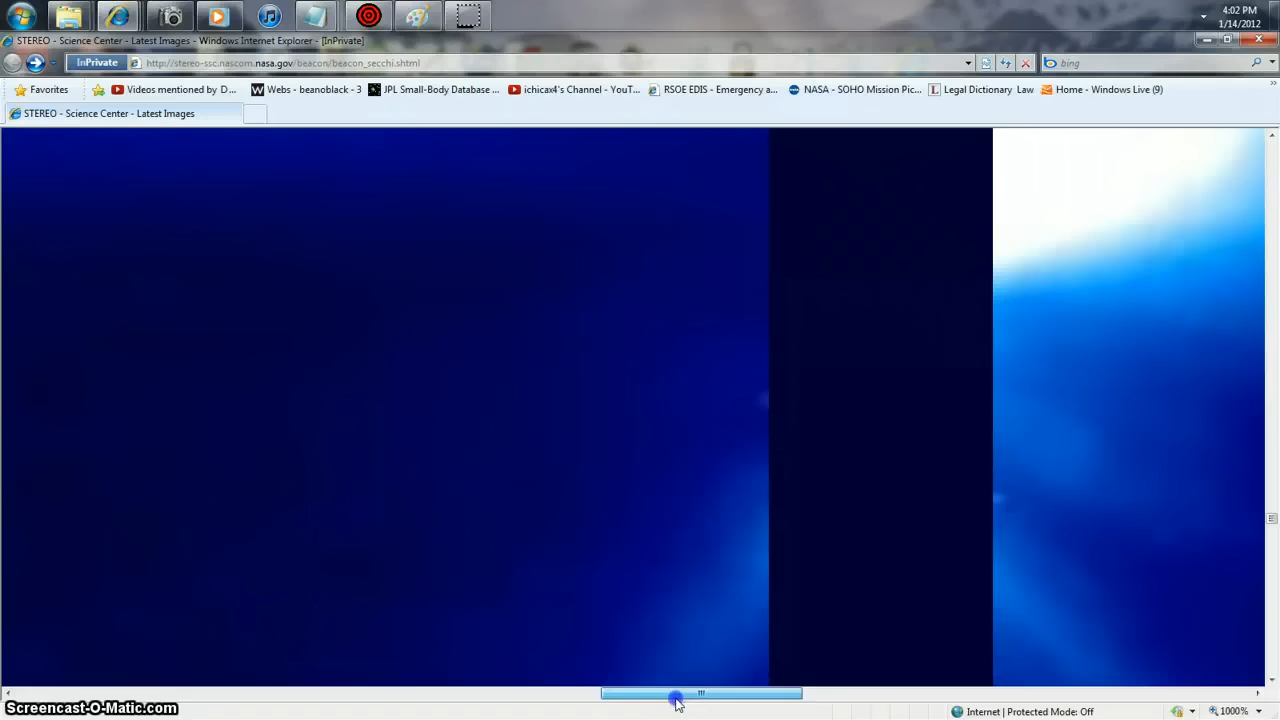 4:02 PM
1/14/2012
STEREO - Science Center - Latest Images - Windows Internet Explorer - [InPrivate]
InPrivate http://stereo-ssc.nascom.nasa.gov/beacon/beacon_secchi.shtml bing
Favorites Videos mentioned by D... Webs - beanoblack - 3 JPL Small-Body Database ... ichicax4's Channel - YouT... RSOE EDIS - Emergency a... NASA - SOHO Mission Pic... Legal Dictionary Law Home - Windows Live (9)
STEREO - Science Center - Latest Images
Screencast-O-Matic.com Internet | Protected Mode: Off 1000%